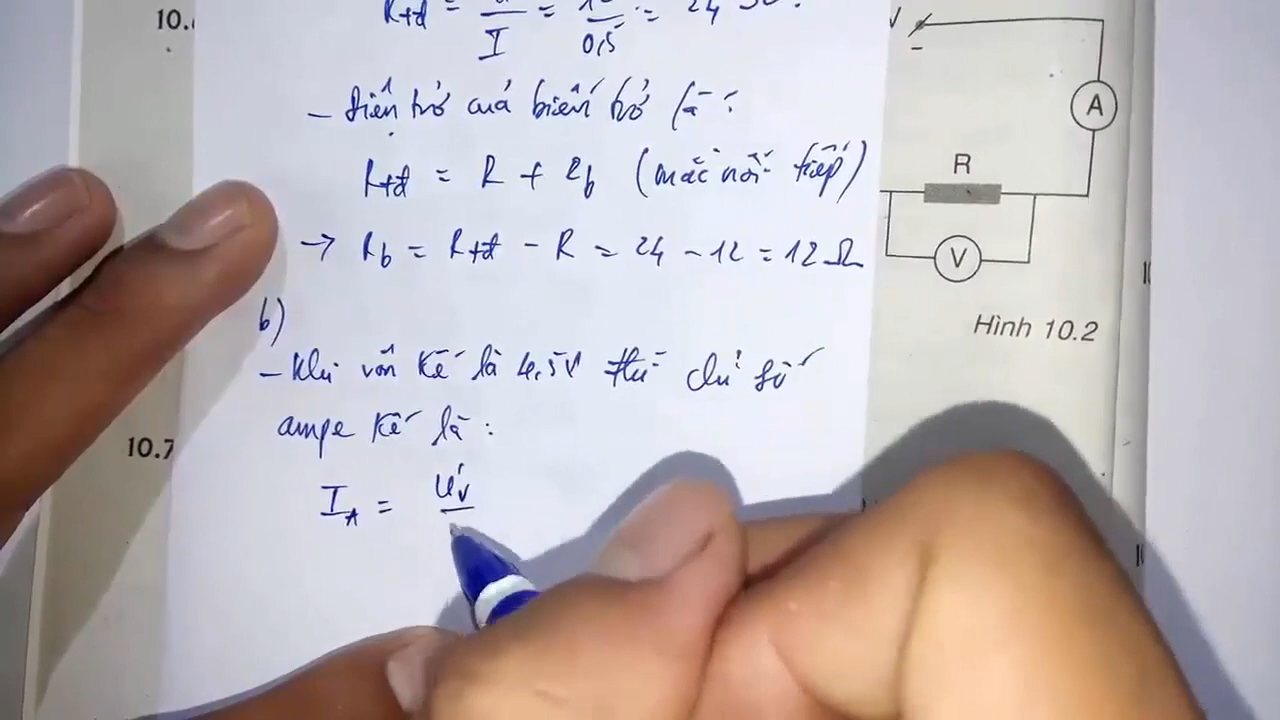 10.
Rtđ = — = — = 24
I 0,5
V
-
A
- Điện trở của biến trở là:
Rtđ = R + Rb (mắc nối tiếp)
R
→ Rb = Rtđ - R = 24 - 12 = 12 Ω
V
b)
Hình 10.2
- Khi vôn kế là 4,5V thì chỉ số
ampe kế là:
10.7
IA = U'V